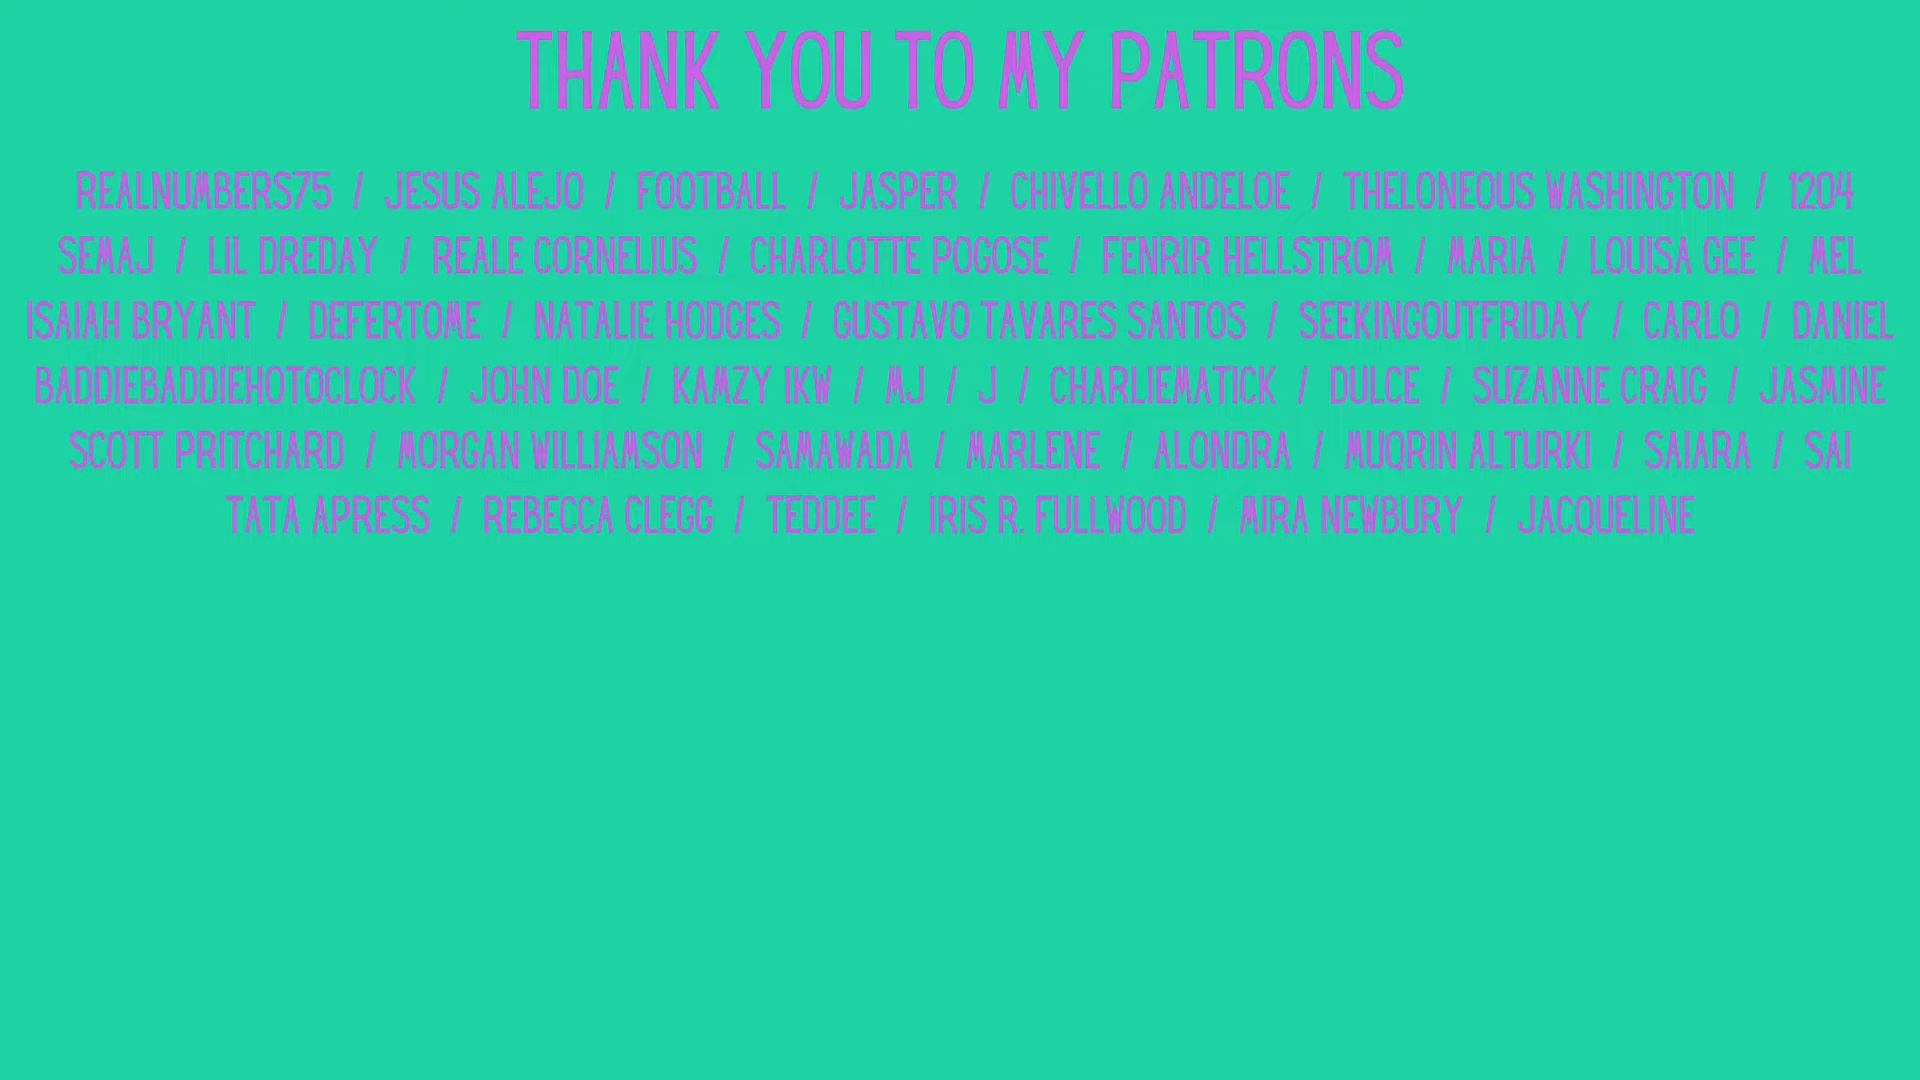 THANK YOU TO MY PATRONS
REALNUMBERS75 / JESUS ALEJO / FOOTBALL / JASPER / CHIVELLO ANDELOE / THELONEOUS WASHINGTON / 1204
SEMAJ / LIL DREDAY / REALE CORNELIUS / CHARLOTTE POGOSE / FENRIR HELLSTROM / MARIA / LOUISA GEE / MEL
ISAIAH BRYANT / DEFERTOME / NATALIE HODGES / GUSTAVO TAVARES SANTOS / SEEKINGOUTFRIDAY / CARLO / DANIEL
BADDIEBADDIEHOTOCLOCK / JOHN DOE / KAMZY IKW / MJ / J / CHARLIEMATICK / DULCE / SUZANNE CRAIG / JASMINE
SCOTT PRITCHARD / MORGAN WILLIAMSON / SAMAWADA / MARLENE / ALONDRA / MUQRIN ALTURKI / SAIARA / SAI
TATA APRESS / REBECCA CLEGG / TEDDEE / IRIS R. FULLWOOD / MIRA NEWBURY / JACQUELINE